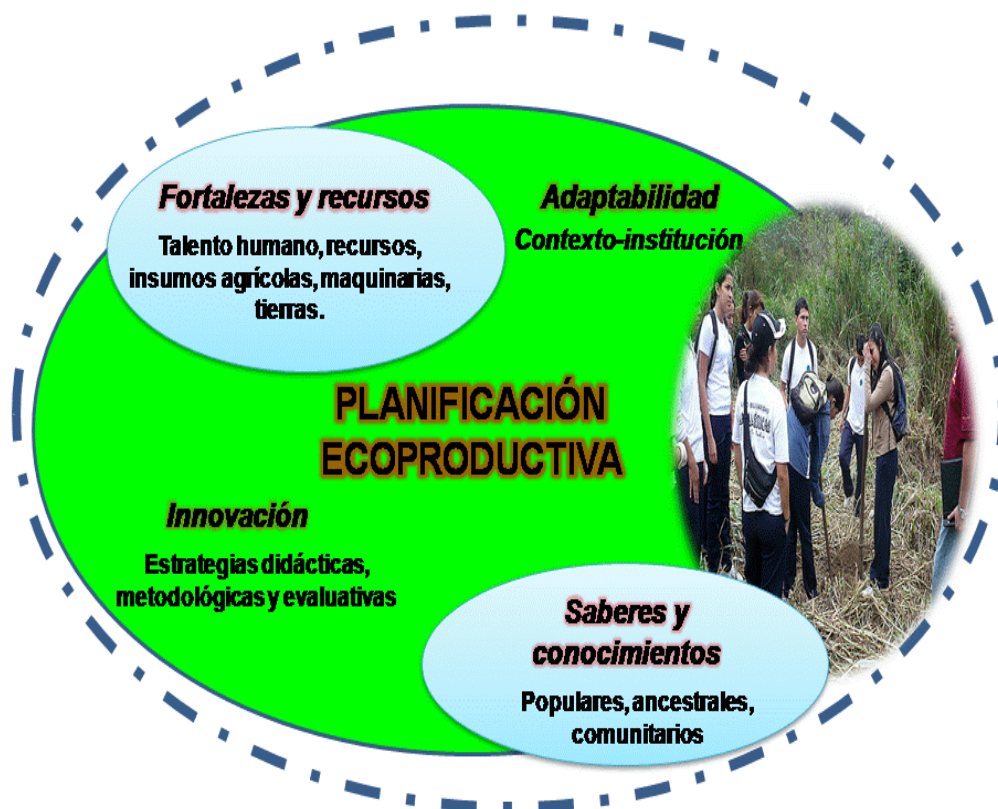 Fortalezas y recursos
Talento humano, recursos,
insumos agrícolas, maquinarias,
tierras.
Adaptabilidad
Contexto-institución
PLANIFICACIÓN
ECOPRODUCTIVA
Innovación
Estrategias didácticas,
metodológicas y evaluativas
Saberes y
conocimientos
Populares, ancestrales,
comunitarios